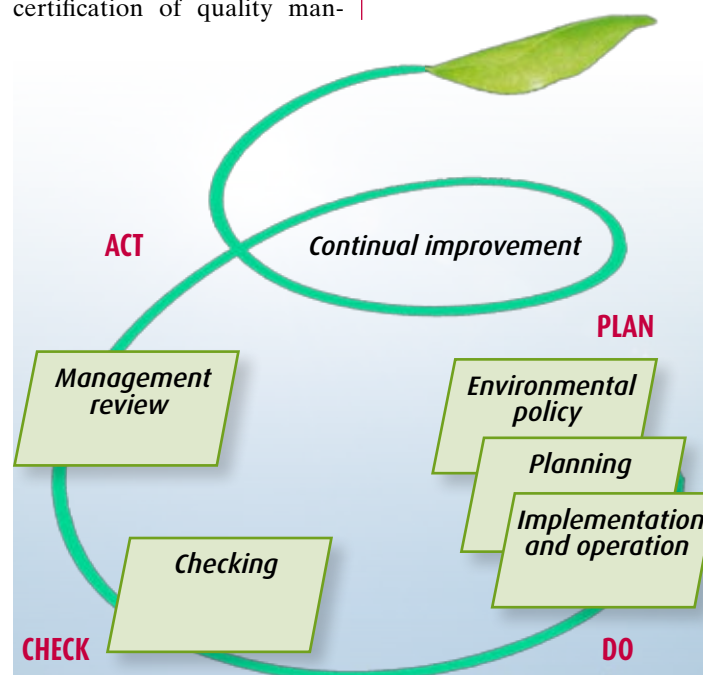 certification of quality man-
ACT
Continual improvement
PLAN
Management
review
Environmental
policy
Planning
Implementation
and operation
Checking
CHECK
DO